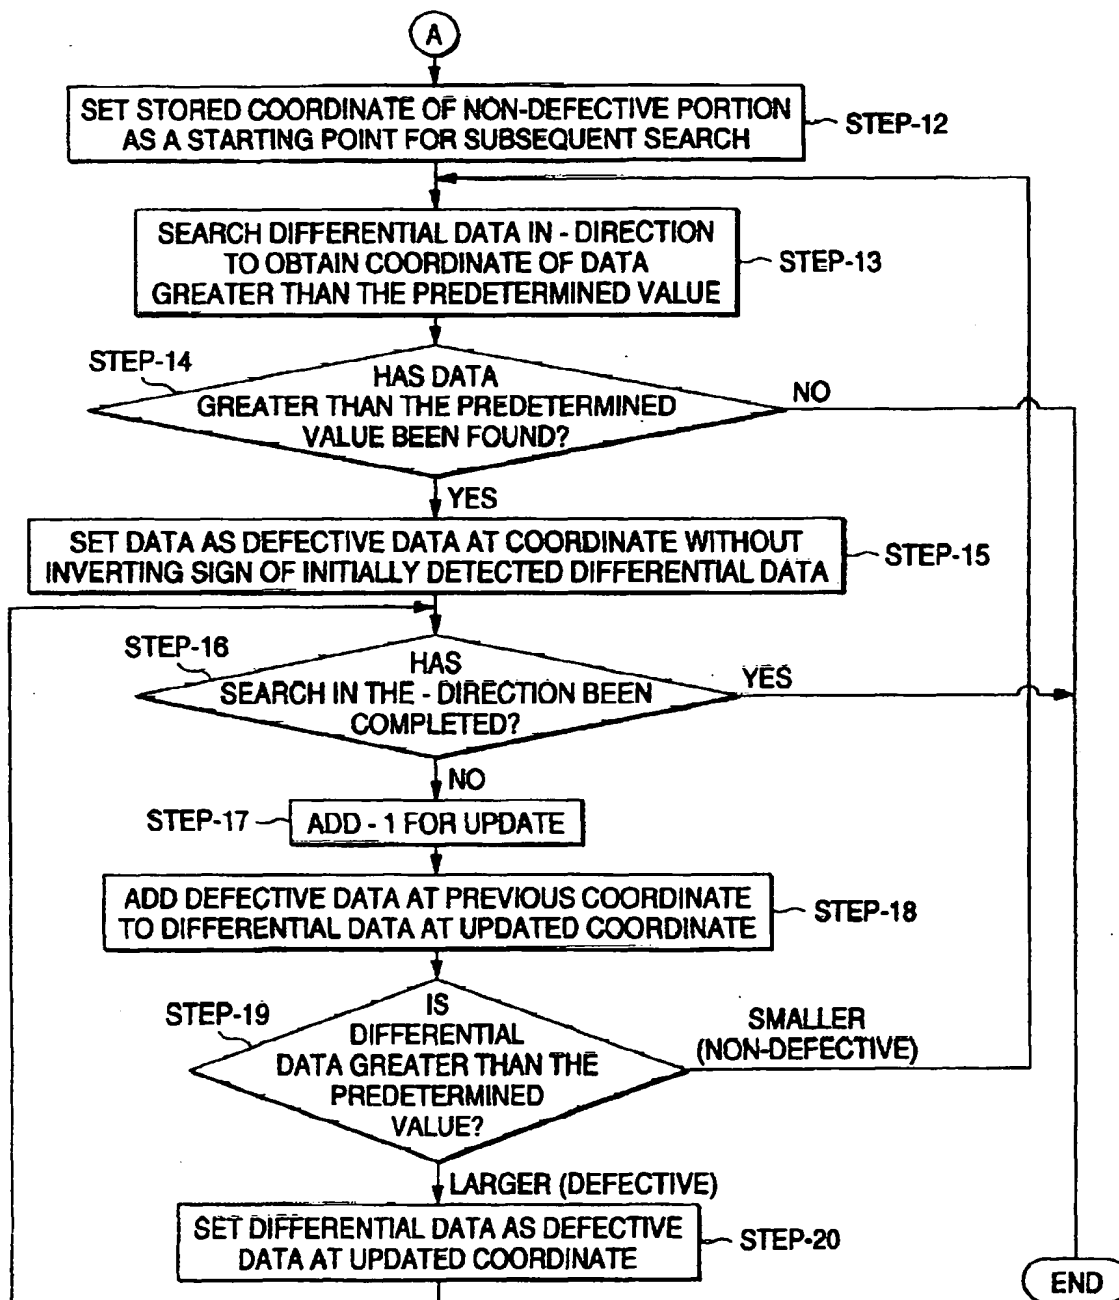 A
SET STORED COORDINATE OF NON-DEFECTIVE PORTION
AS A STARTING POINT FOR SUBSEQUENT SEARCH
STEP-12
SEARCH DIFFERENTIAL DATA IN - DIRECTION
TO OBTAIN COORDINATE OF DATA
GREATER THAN THE PREDETERMINED VALUE
STEP-13
STEP-14
HAS DATA
GREATER THAN THE PREDETERMINED
VALUE BEEN FOUND?
NO
YES
SET DATA AS DEFECTIVE DATA AT COORDINATE WITHOUT
INVERTING SIGN OF INITIALLY DETECTED DIFFERENTIAL DATA
STEP-15
STEP-16
HAS
SEARCH IN THE - DIRECTION BEEN
COMPLETED?
YES
NO
STEP-17
ADD - 1 FOR UPDATE
ADD DEFECTIVE DATA AT PREVIOUS COORDINATE
TO DIFFERENTIAL DATA AT UPDATED COORDINATE
STEP-18
STEP-19
IS
DIFFERENTIAL
DATA GREATER THAN THE
PREDETERMINED
VALUE?
SMALLER
(NON-DEFECTIVE)
LARGER (DEFECTIVE)
SET DIFFERENTIAL DATA AS DEFECTIVE
DATA AT UPDATED COORDINATE
STEP-20
END